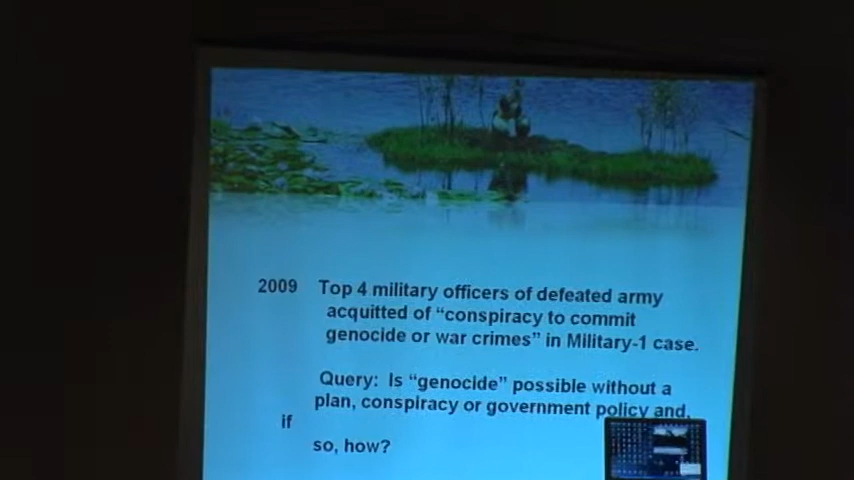 2009 Top 4 military officers of defeated army
acquitted of “conspiracy to commit
genocide or war crimes” in Military-1 case.
Query: Is “genocide” possible without a
plan, conspiracy or government policy and,
if
so, how?